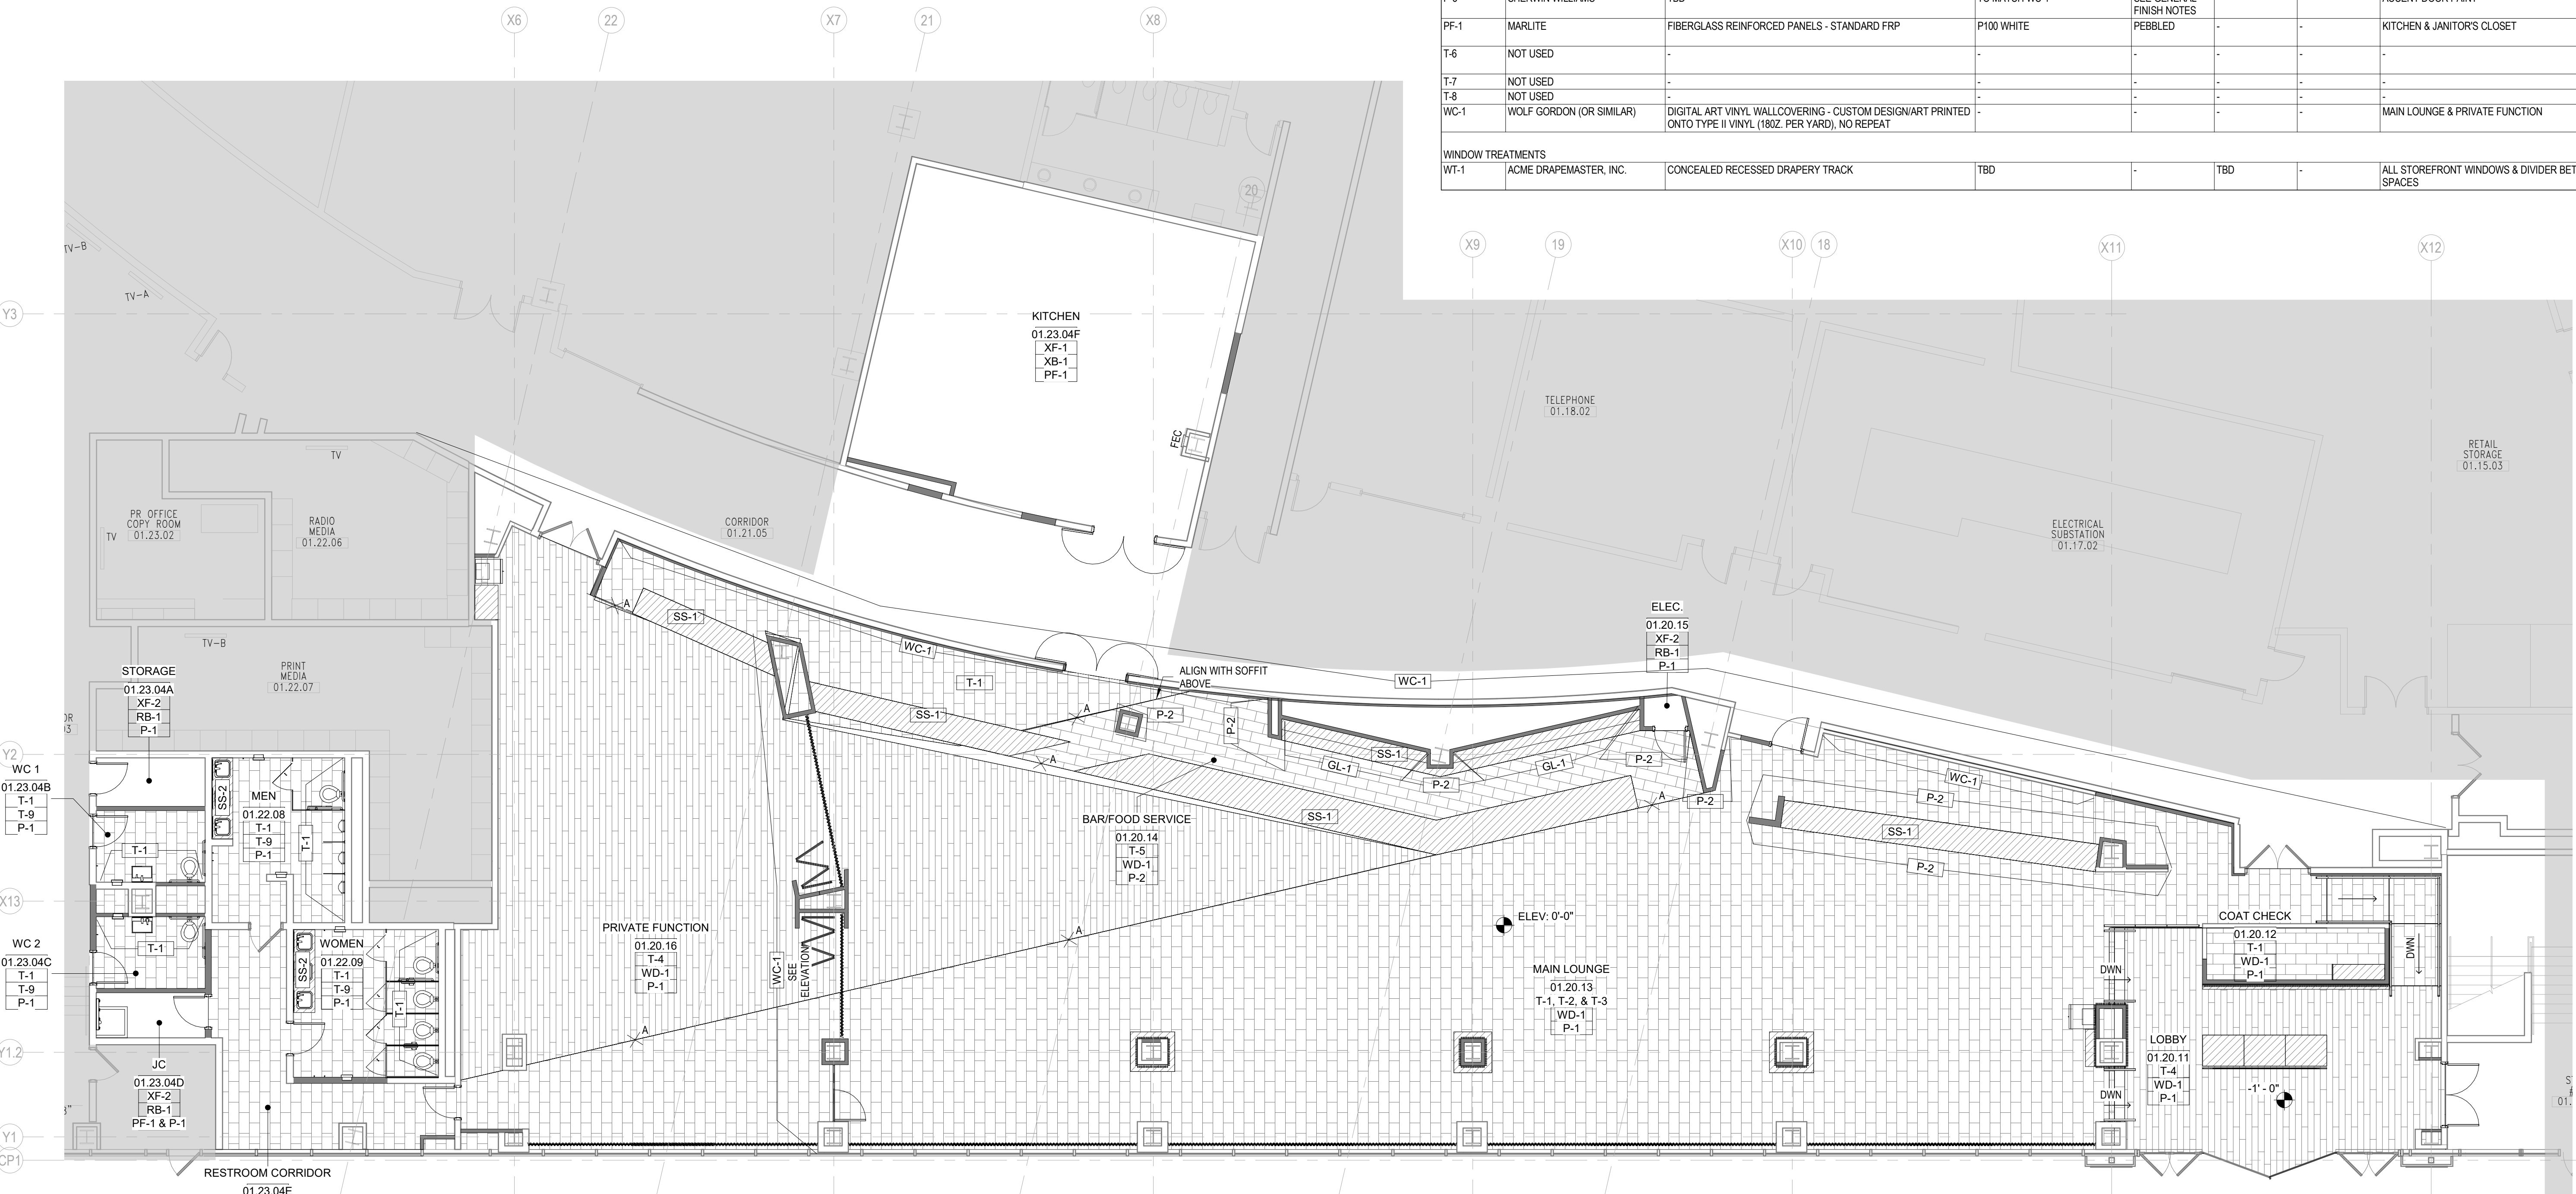 FINISH NOTES
PF-1 MARLITE FIBERGLASS REINFORCED PANELS - STANDARD FRP P100 WHITE PEBBLED - - KITCHEN & JANITOR'S CLOSET
T-6 NOT USED - - - - - -
T-7 NOT USED - - - - - -
T-8 NOT USED - - - - - -
WC-1 WOLF GORDON (OR SIMILAR) DIGITAL ART VINYL WALLCOVERING - CUSTOM DESIGN/ART PRINTED - - - - MAIN LOUNGE & PRIVATE FUNCTION
ONTO TYPE II VINYL (180Z. PER YARD), NO REPEAT
WINDOW TREATMENTS
WT-1 ACME DRAPEMASTER, INC. CONCEALED RECESSED DRAPERY TRACK TBD - TBD - ALL STOREFRONT WINDOWS & DIVIDER BET
SPACES
X6
22
X7
21
X8
20
X9
19
X10
18
X11
X12
Y3
Y2
X13
Y1.2
Y1
CP1
TV-B
TV-A
KITCHEN
01.23.04F
XF-1
XB-1
PF-1
FEC
TELEPHONE
01.18.02
RETAIL
STORAGE
01.15.03
ELECTRICAL
SUBSTATION
01.17.02
TV
PR OFFICE
COPY ROOM
01.23.02
TV
RADIO
MEDIA
01.22.06
CORRIDOR
01.21.05
TV-B
PRINT
MEDIA
01.22.07
STORAGE
01.23.04A
XF-2
RB-1
P-1
WC 1
01.23.04B
T-1
T-9
P-1
T-1
SS-2
MEN
01.22.08
T-1
T-9
P-1
T-1
WC 2
01.23.04C
T-1
T-9
P-1
T-1
SS-2
WOMEN
01.22.09
T-1
T-9
P-1
T-1
JC
01.23.04D
XF-2
RB-1
PF-1 & P-1
RESTROOM CORRIDOR
01.23.04E
A
SS-1
WC-1
T-1
SS-1
A
A
ALIGN WITH SOFFIT
ABOVE
P-2
P-2
WC-1
ELEC.
01.20.15
XF-2
RB-1
P-1
SS-1
GL-1
P-2
GL-1
P-2
P-2
A
SS-1
BAR/FOOD SERVICE
01.20.14
T-5
WD-1
P-2
WC-1
P-2
SS-1
P-2
PRIVATE FUNCTION
01.20.16
T-4
WD-1
P-1
A
A
WC-1
SEE
ELEVATION
ELEV: 0'-0"
MAIN LOUNGE
01.20.13
T-1, T-2, & T-3
WD-1
P-1
COAT CHECK
01.20.12
T-1
WD-1
P-1
DWN
DWN
DWN
LOBBY
01.20.11
T-4
WD-1
P-1
-1' - 0"